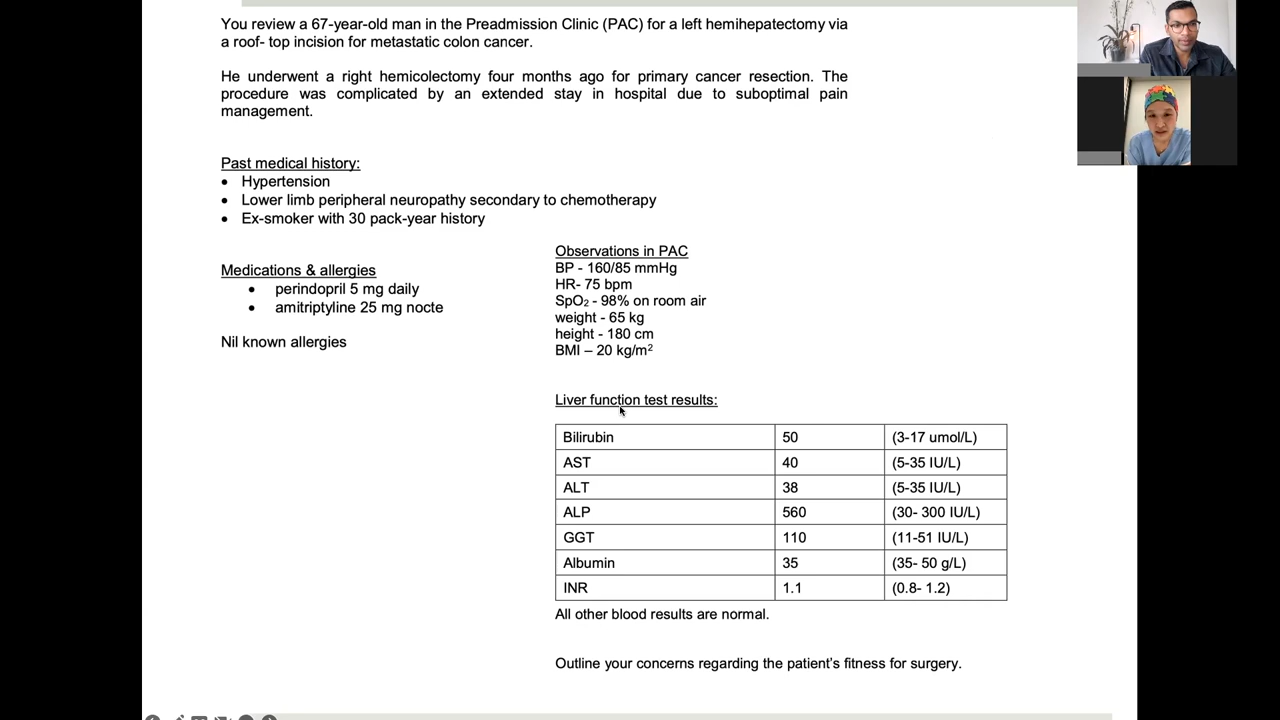 You review a 67-year-old man in the Preadmission Clinic (PAC) for a left hemihepatectomy via
a roof- top incision for metastatic colon cancer.
He underwent a right hemicolectomy four months ago for primary cancer resection. The
procedure was complicated by an extended stay in hospital due to suboptimal pain
management.
Past medical history:
• Hypertension
• Lower limb peripheral neuropathy secondary to chemotherapy
• Ex-smoker with 30 pack-year history
Medications & allergies
• perindopril 5 mg daily
• amitriptyline 25 mg nocte
Nil known allergies
Observations in PAC
BP - 160/85 mmHg
HR- 75 bpm
SpO₂ - 98% on room air
weight - 65 kg
height - 180 cm
BMI – 20 kg/m²
Liver function test results:
Bilirubin 50 (3-17 umol/L)
AST 40 (5-35 IU/L)
ALT 38 (5-35 IU/L)
ALP 560 (30- 300 IU/L)
GGT 110 (11-51 IU/L)
Albumin 35 (35- 50 g/L)
INR 1.1 (0.8- 1.2)
All other blood results are normal.
Outline your concerns regarding the patient's fitness for surgery.